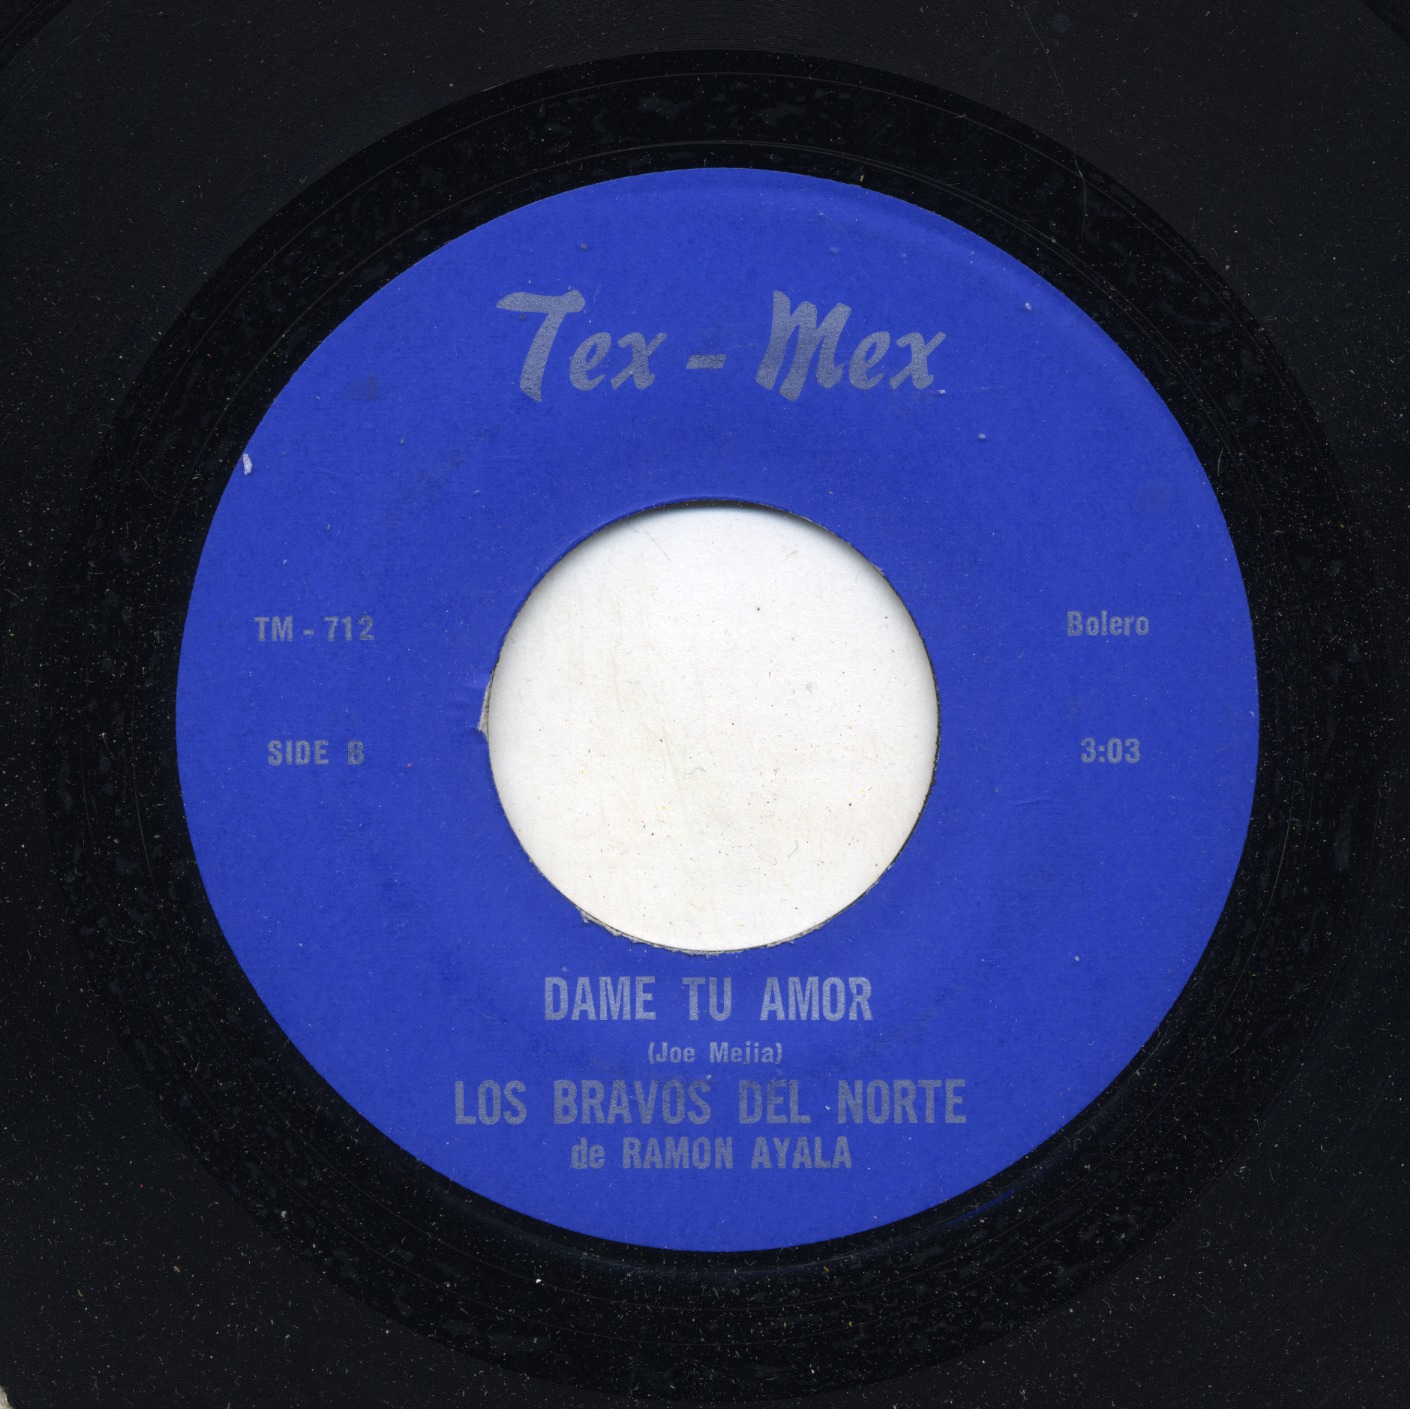 Tex - Mex
TM - 712
Bolero
SIDE B
3:03
DAME TU AMOR
(Joe Mejia)
LOS BRAVOS DEL NORTE
de RAMON AYALA